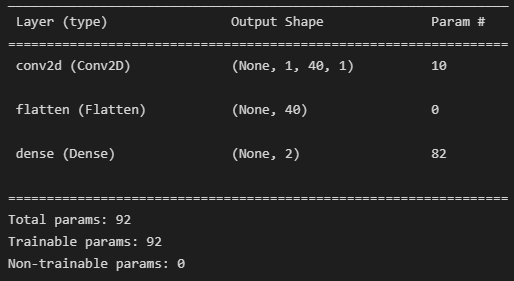 Layer (type) Output Shape Param #
conv2d (Conv2D) (None, 1, 40, 1) 10
flatten (Flatten) (None, 40) 0
dense (Dense) (None, 2) 82
Total params: 92
Trainable params: 92
Non-trainable params: 0